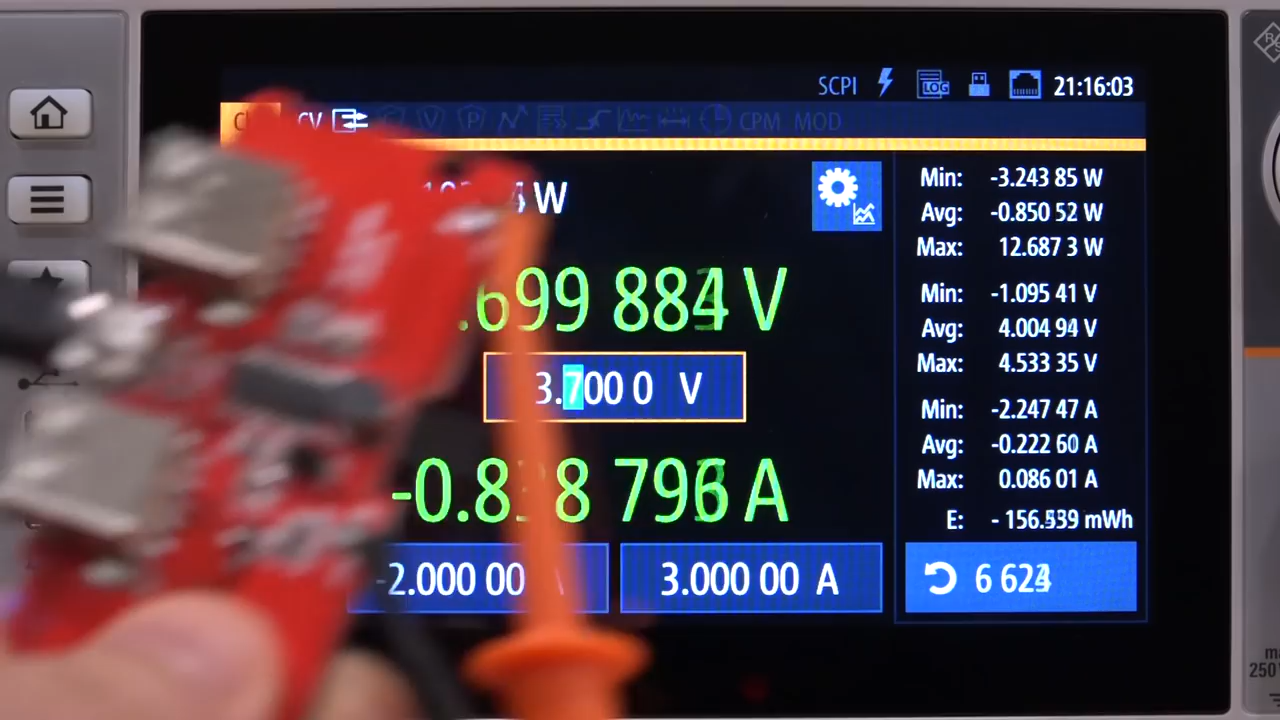 SCPI LOG 21:16:03
CV V P CPM MOD
W
Min: -3.243 85 W
Avg: -0.850 52 W
Max: 12.687 3 W
.699 884 V
3.700 0 V
Min: -1.095 41 V
Avg: 4.004 94 V
Max: 4.533 35 V
8 796 A
Min: -2.247 47 A
Avg: -0.222 60 A
Max: 0.086 01 A
E: - 156.539 mWh
-2.000 00
3.000 00 A
6 624
250